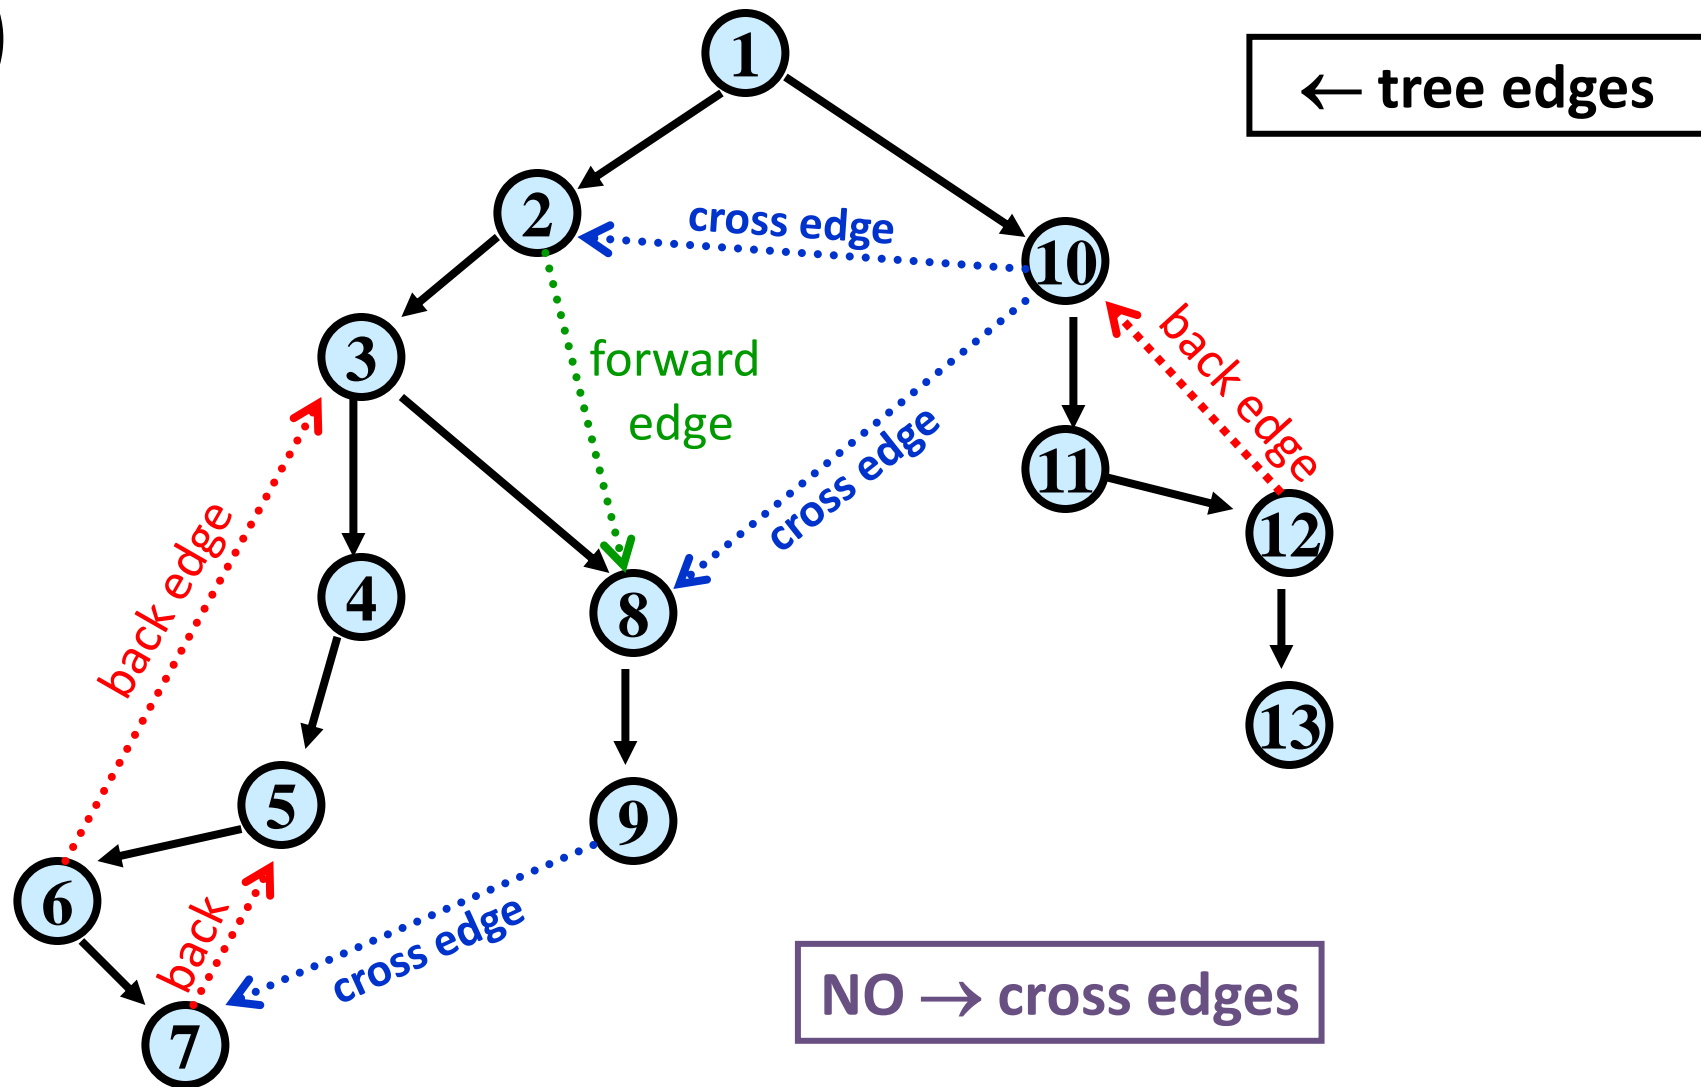 1
← tree edges
2
cross edge
10
3
forward
edge
back edge
cross edge
11
12
back edge
4
8
13
5
9
6
back
cross edge
7
NO → cross edges